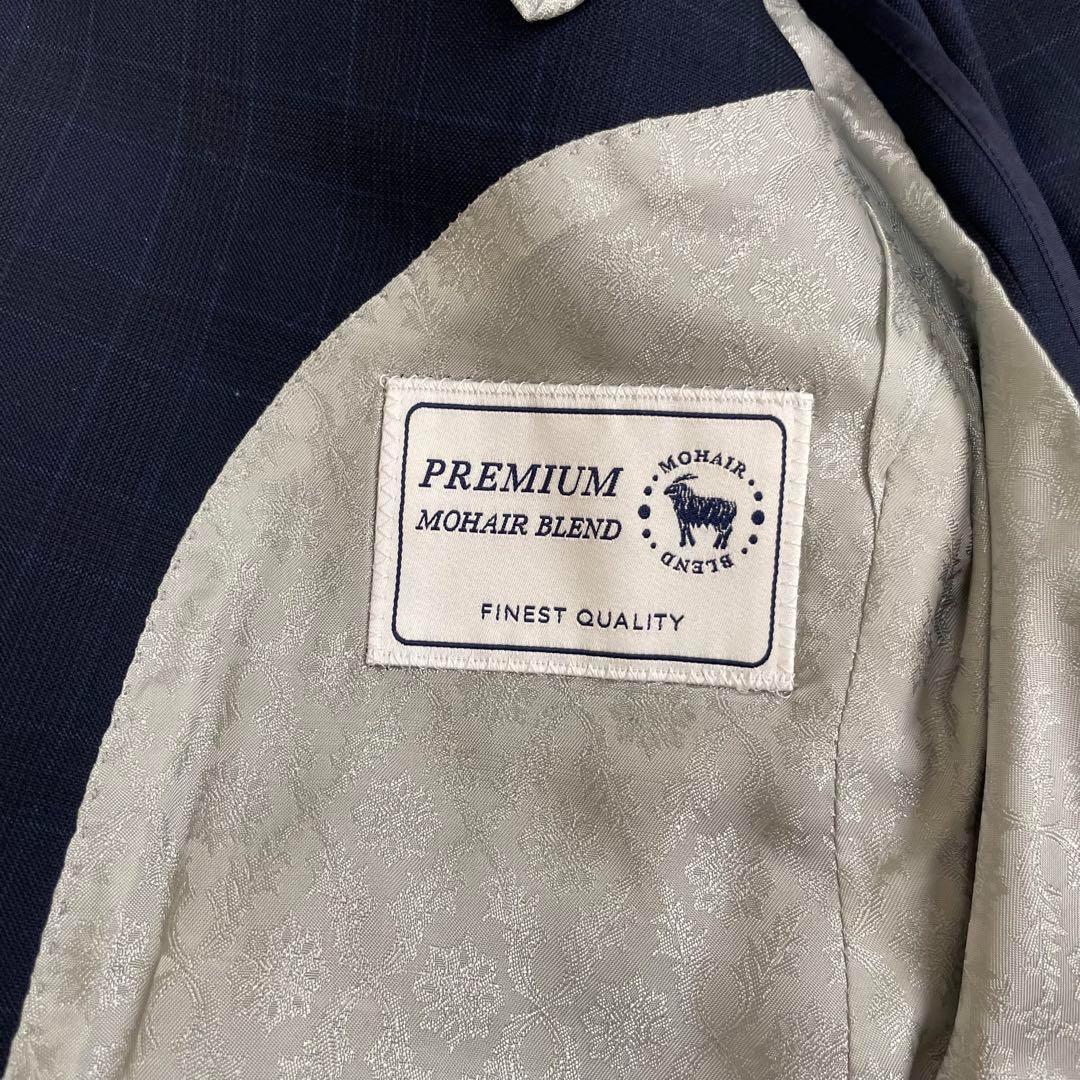 PREMIUM
MOHAIR BLEND
FINEST QUALITY
MOHAIR
BLEND